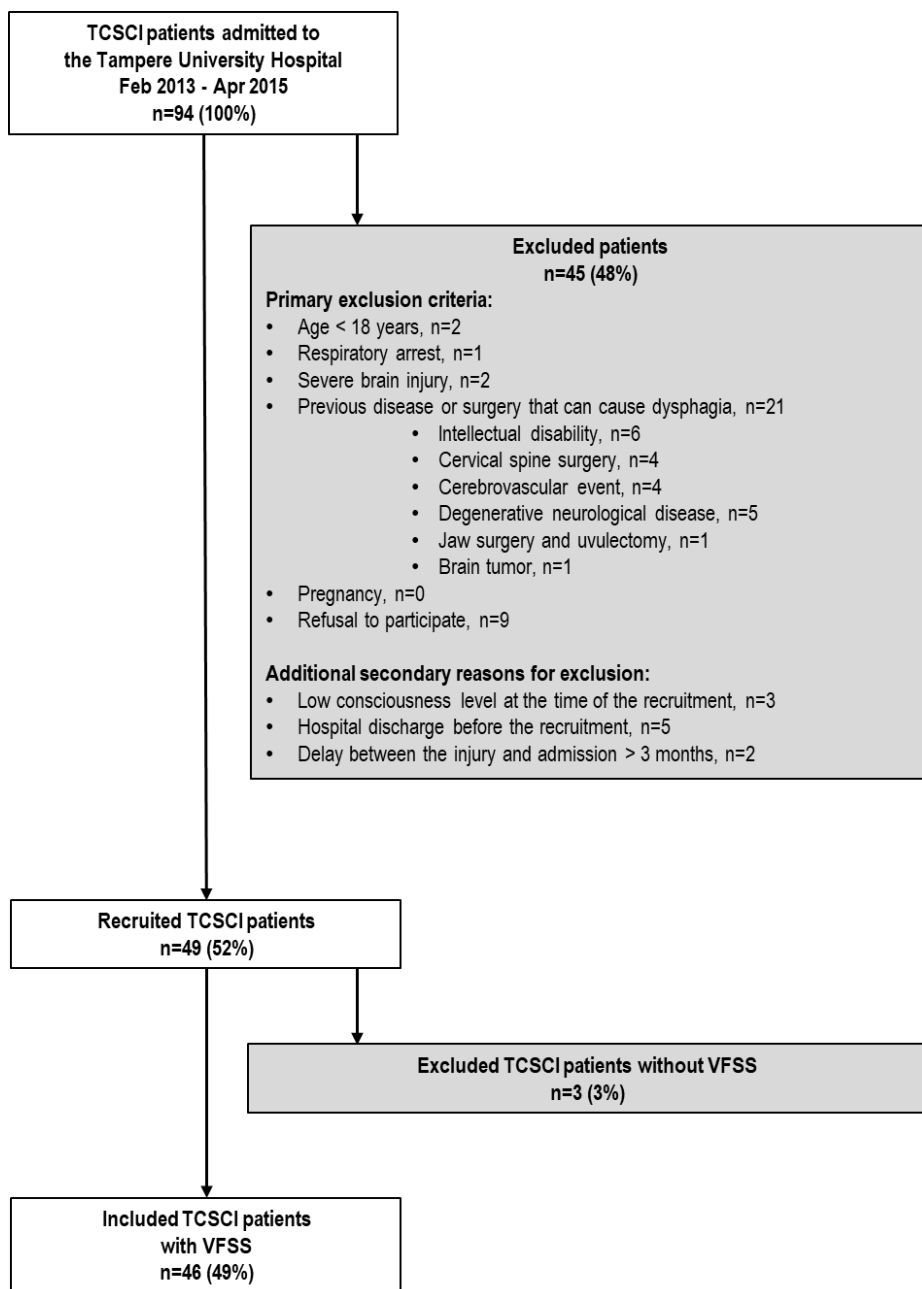 TCSCI patients admitted to
the Tampere University Hospital
Feb 2013 - Apr 2015
n=94 (100%)
Excluded patients
n=45 (48%)
Primary exclusion criteria:
• Age < 18 years, n=2
• Respiratory arrest, n=1
• Severe brain injury, n=2
• Previous disease or surgery that can cause dysphagia, n=21
• Intellectual disability, n=6
• Cervical spine surgery, n=4
• Cerebrovascular event, n=4
• Degenerative neurological disease, n=5
• Jaw surgery and uvulectomy, n=1
• Brain tumor, n=1
• Pregnancy, n=0
• Refusal to participate, n=9
Additional secondary reasons for exclusion:
• Low consciousness level at the time of the recruitment, n=3
• Hospital discharge before the recruitment, n=5
• Delay between the injury and admission > 3 months, n=2
Recruited TCSCI patients
n=49 (52%)
Excluded TCSCI patients without VFSS
n=3 (3%)
Included TCSCI patients
with VFSS
n=46 (49%)